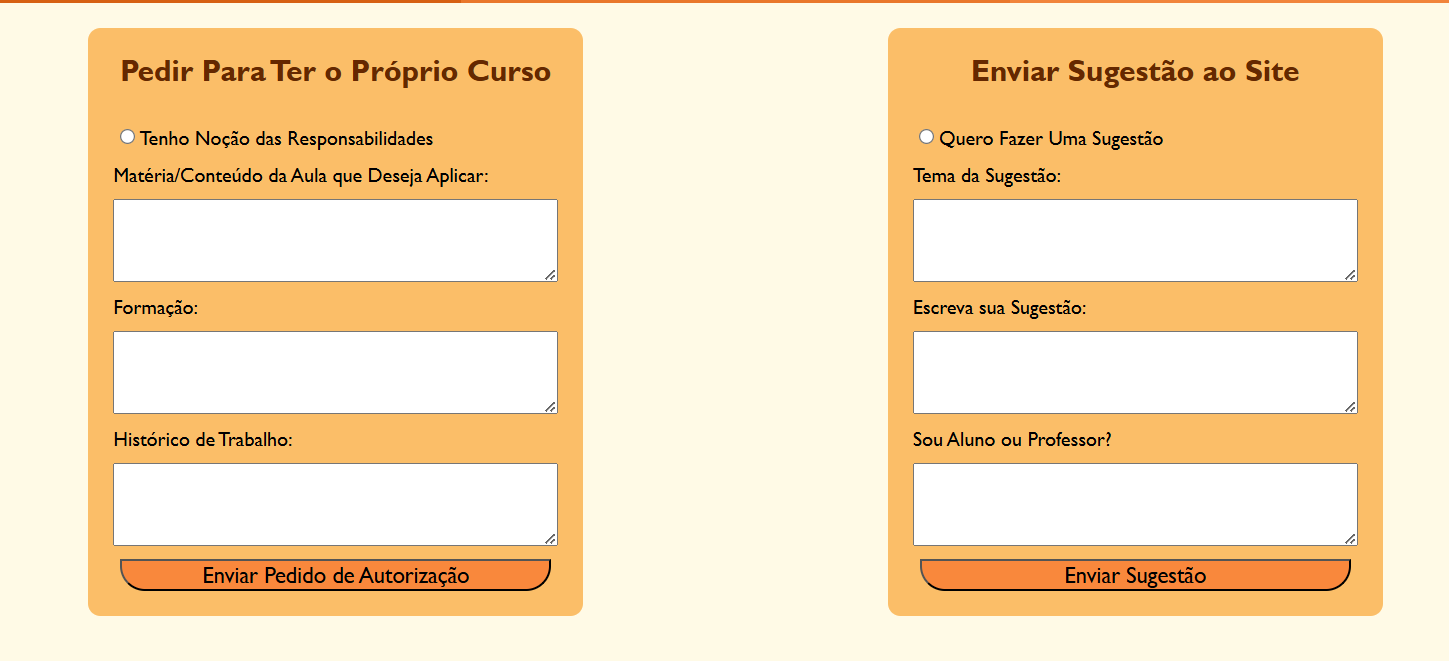 Pedir Para Ter o Próprio Curso
Tenho Noção das Responsabilidades
Matéria/Conteúdo da Aula que Deseja Aplicar:
Formação:
Histórico de Trabalho:
Enviar Pedido de Autorização
Enviar Sugestão ao Site
Quero Fazer Uma Sugestão
Tema da Sugestão:
Escreva sua Sugestão:
Sou Aluno ou Professor?
Enviar Sugestão